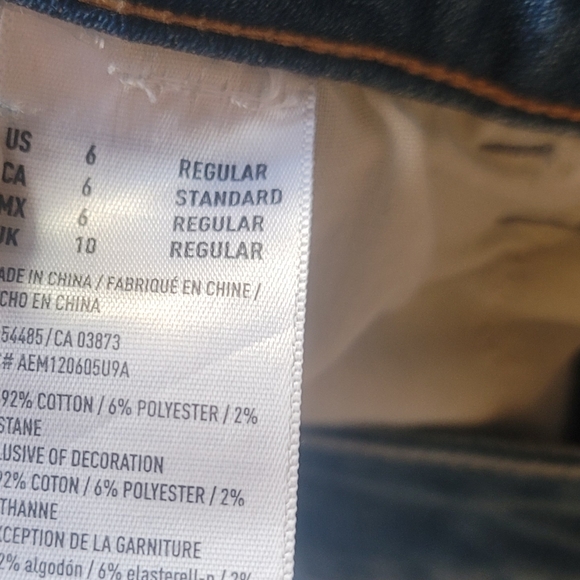 US 6 REGULAR
CA 6 STANDARD
MX 6 REGULAR
UK 10 REGULAR
ADE IN CHINA / FABRIQUÉ EN CHINE /
CHO EN CHINA
54485/CA 03873
# AEM120605U9A
92% COTTON / 6% POLYESTER / 2%
STANE
LUSIVE OF DECORATION
92% COTON / 6% POLYESTER / 2%
THANNE
XCEPTION DE LA GARNITURE
2% algodón / 6% elasterell-p / 2%